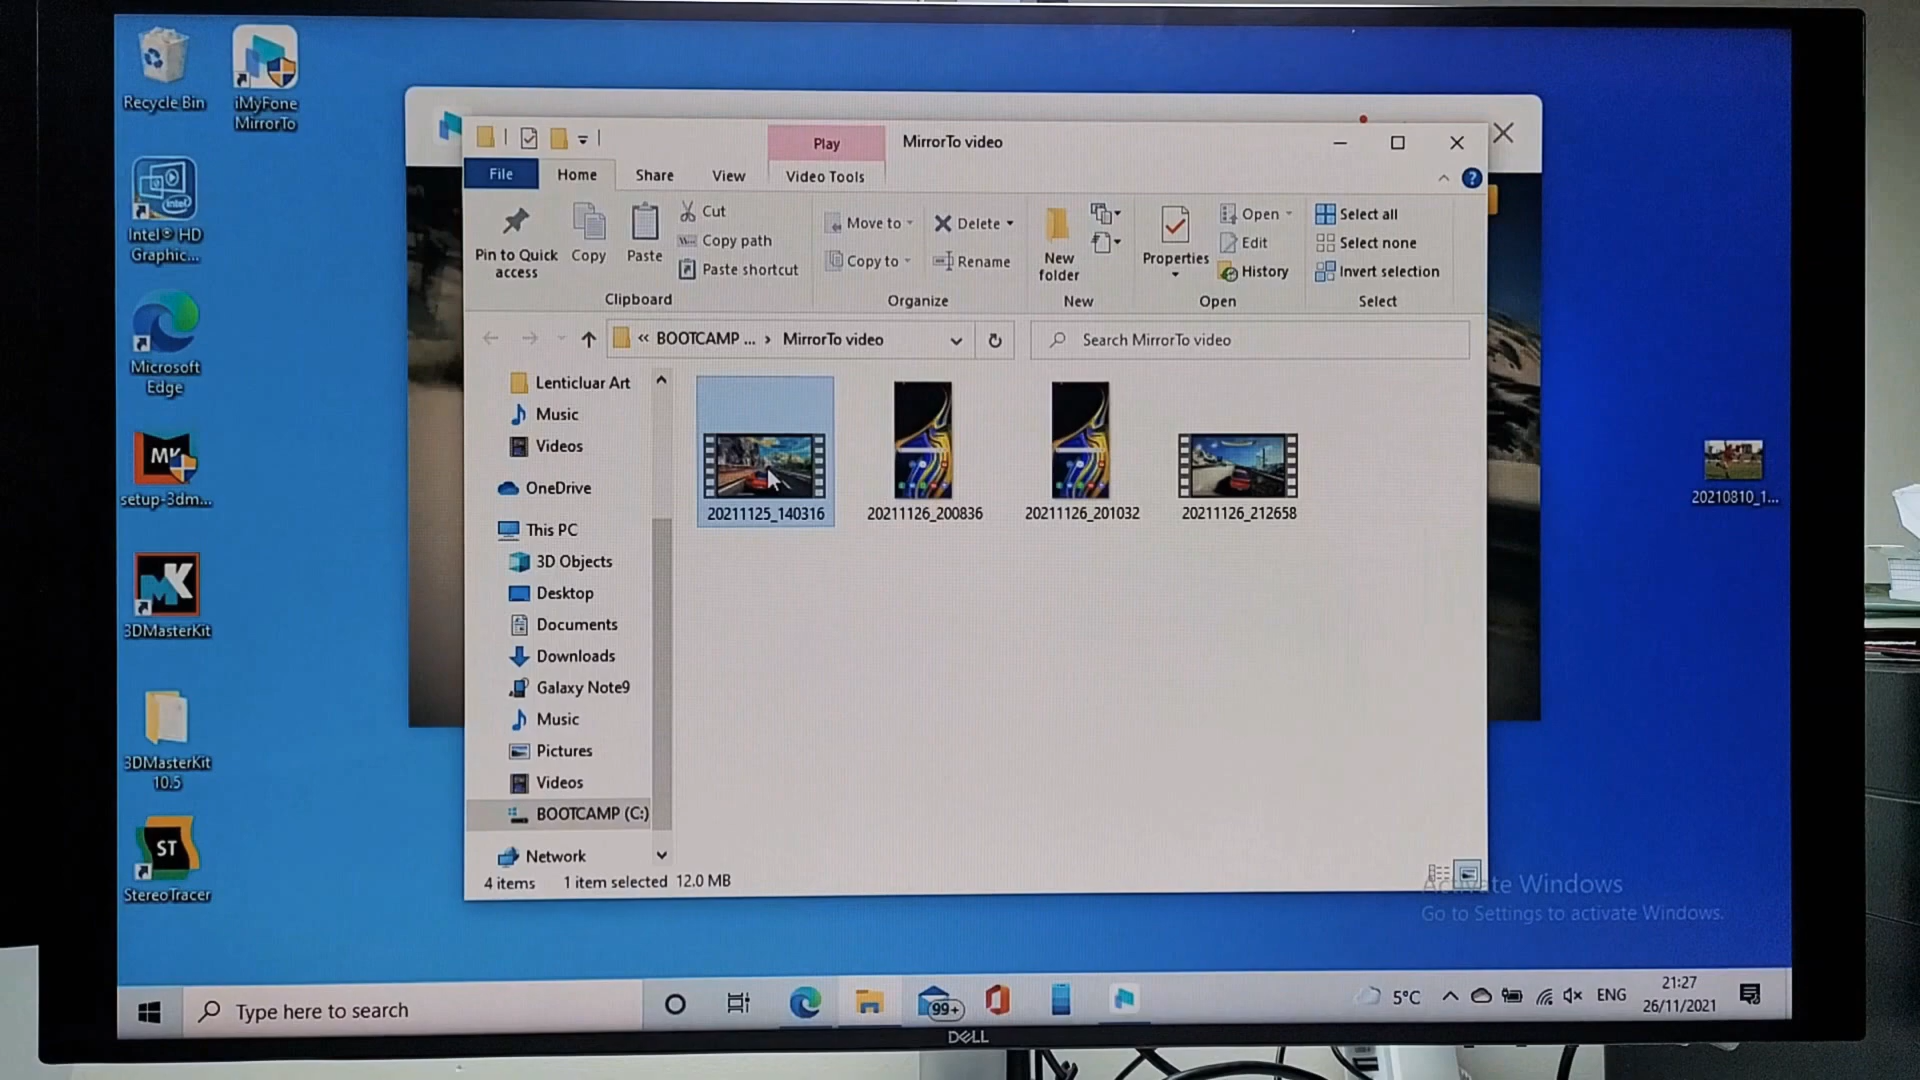 Recycle Bin
iMyFone
MirrorTo
Intel® HD
Graphic...
Microsoft
Edge
MK
setup-3dm...
MK
3DMasterKit
3DMasterKit
10.5
ST
StereoTracer
Play
MirrorTo video
File
Home
Share
View
Video Tools
Pin to Quick
access
Copy
Paste
Cut
Copy path
Paste shortcut
Clipboard
Move to
Copy to
Delete
Rename
Organize
New
folder
New
Properties
Open
Edit
History
Open
Select all
Select none
Invert selection
Select
« BOOTCAMP ... › MirrorTo video
Search MirrorTo video
Lenticluar Art
Music
Videos
OneDrive
This PC
3D Objects
Desktop
Documents
Downloads
Galaxy Note9
Music
Pictures
Videos
BOOTCAMP (C:)
Network
20211125_140316
20211126_200836
20211126_201032
20211126_212658
4 items 1 item selected 12.0 MB
20210810_1...
Activate Windows
Go to Settings to activate Windows.
Type here to search
99+
5°C
ENG
21:27
26/11/2021
DELL